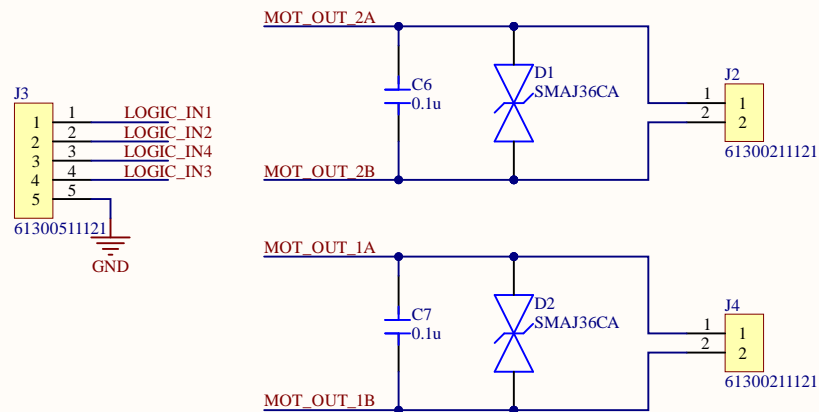 MOT_OUT_2A
J3
1 1 LOGIC_IN1
2 2 LOGIC_IN2
3 3 LOGIC_IN4
4 4 LOGIC_IN3
5 5
61300511121
GND
C6
0.1u
D1
SMAJ36CA
J2
1 1
2 2
61300211121
MOT_OUT_2B
MOT_OUT_1A
C7
0.1u
D2
SMAJ36CA
J4
1 1
2 2
61300211121
MOT_OUT_1B